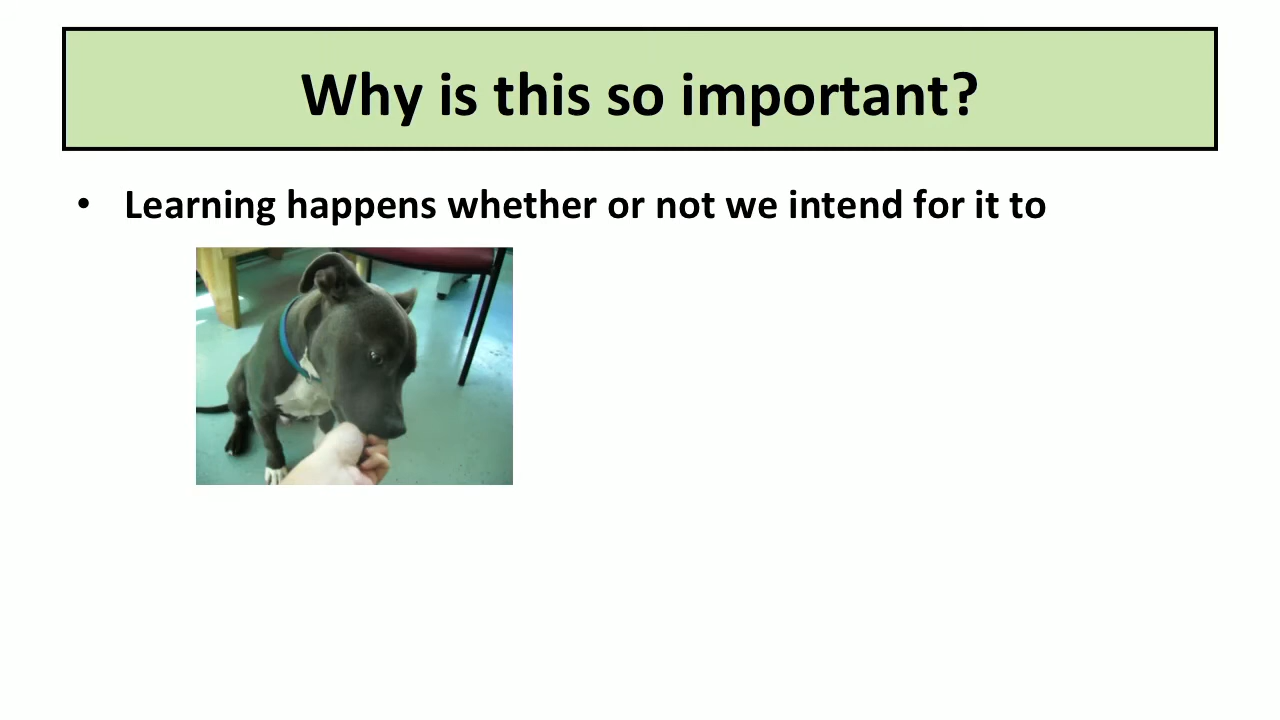 Why is this so important?
• Learning happens whether or not we intend for it to